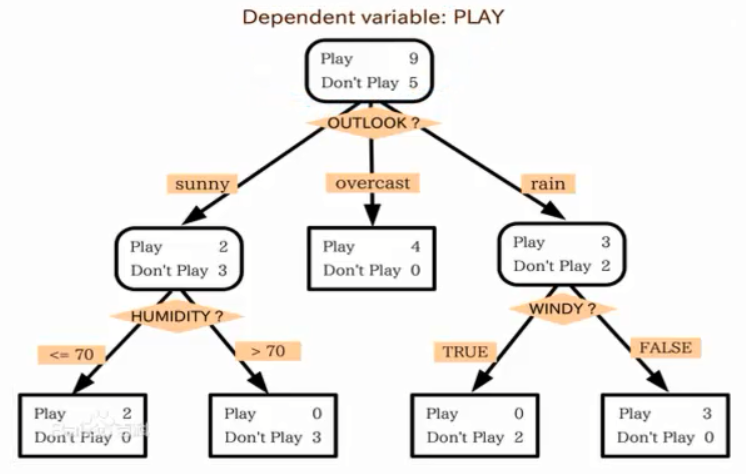 Dependent variable: PLAY
Play 9
Don't Play 5
OUTLOOK ?
sunny
overcast
rain
Play 2
Don't Play 3
Play 4
Don't Play 0
Play 3
Don't Play 2
HUMIDITY ?
WINDY ?
<= 70
> 70
TRUE
FALSE
Play 2
Don't Play 0
Play 0
Don't Play 3
Play 0
Don't Play 2
Play 3
Don't Play 0